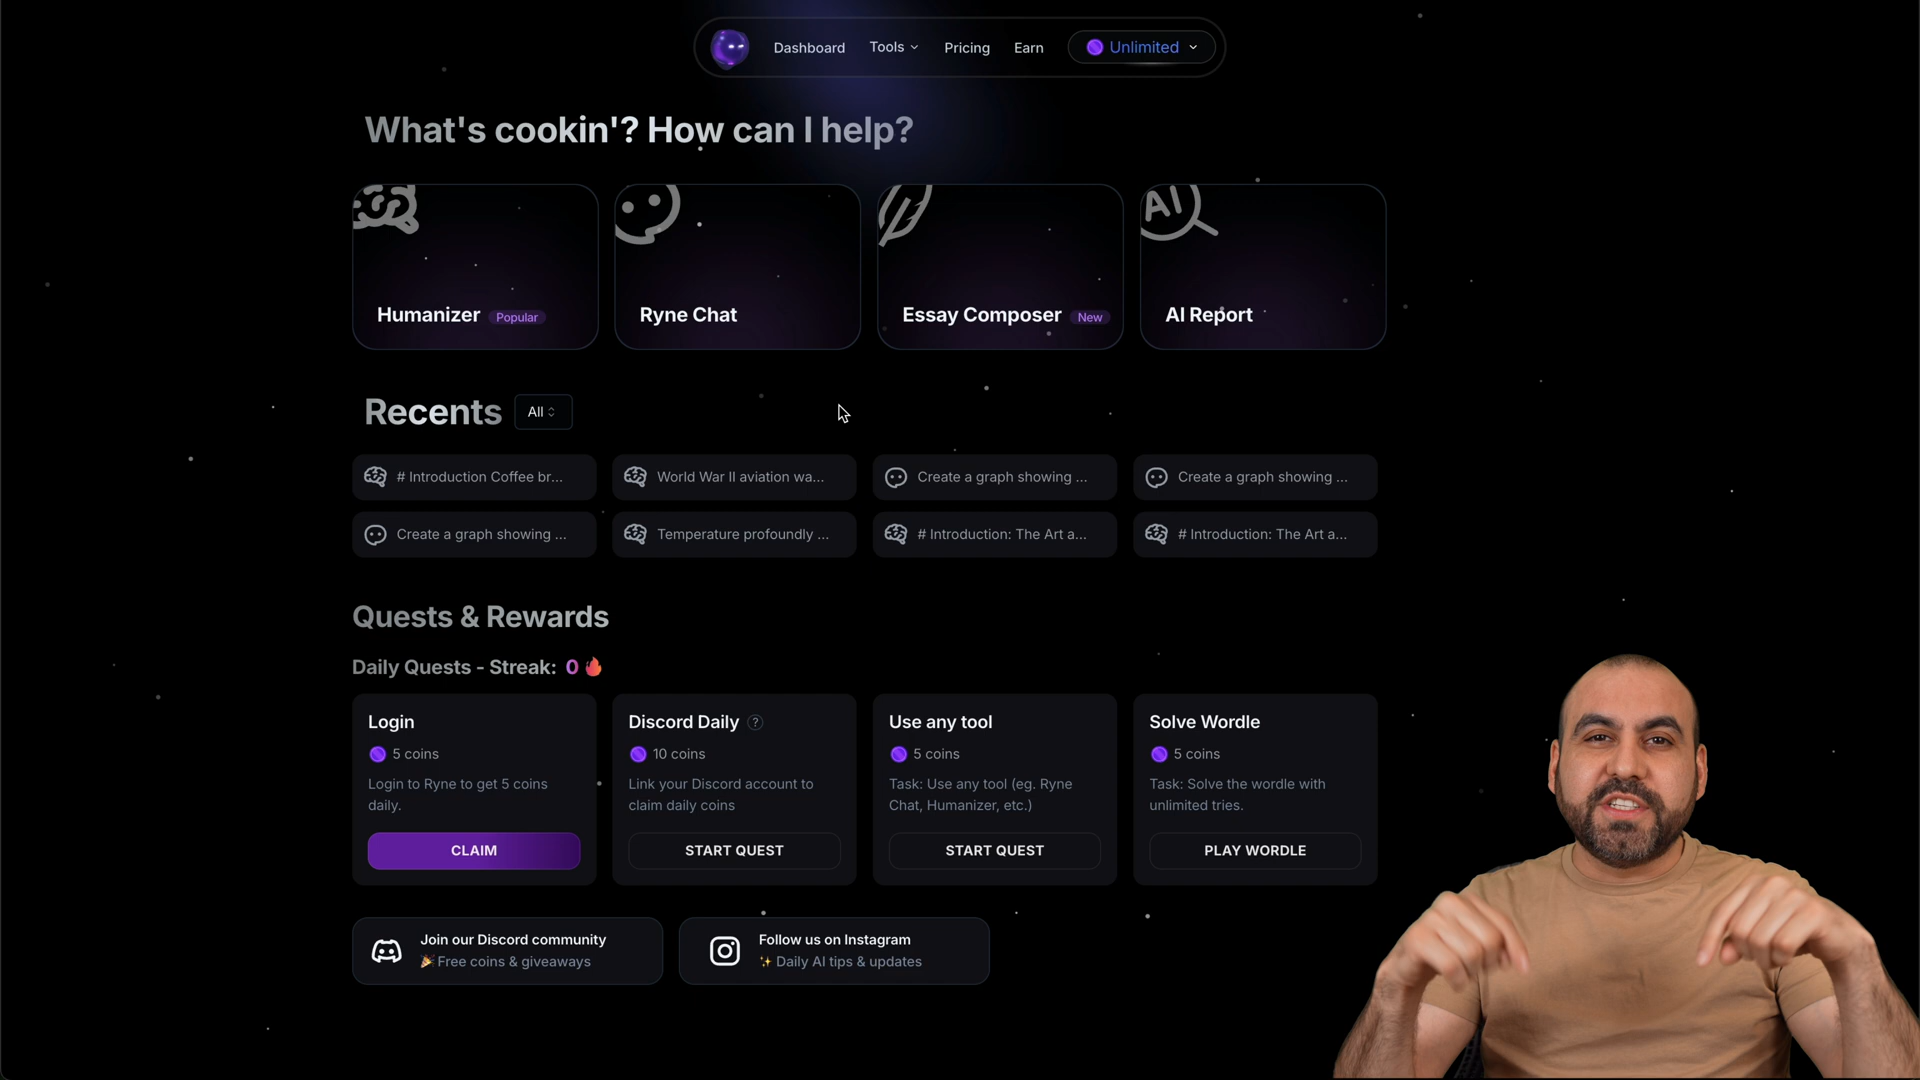 Dashboard Tools Pricing Earn Unlimited
What's cookin'? How can I help?
AI
Humanizer Popular
Ryne Chat
Essay Composer New
AI Report
Recents All
# Introduction Coffee br...
World War II aviation wa...
Create a graph showing ...
Create a graph showing ...
Create a graph showing ...
Temperature profoundly ...
# Introduction: The Art a...
# Introduction: The Art a...
Quests & Rewards
Daily Quests - Streak: 0
Login
5 coins
Login to Ryne to get 5 coins
daily.
CLAIM
Discord Daily ?
10 coins
Link your Discord account to
claim daily coins
START QUEST
Use any tool
5 coins
Task: Use any tool (eg. Ryne
Chat, Humanizer, etc.)
START QUEST
Solve Wordle
5 coins
Task: Solve the wordle with
unlimited tries.
PLAY WORDLE
Join our Discord community
🎉 Free coins & giveaways
Follow us on Instagram
✨ Daily AI tips & updates